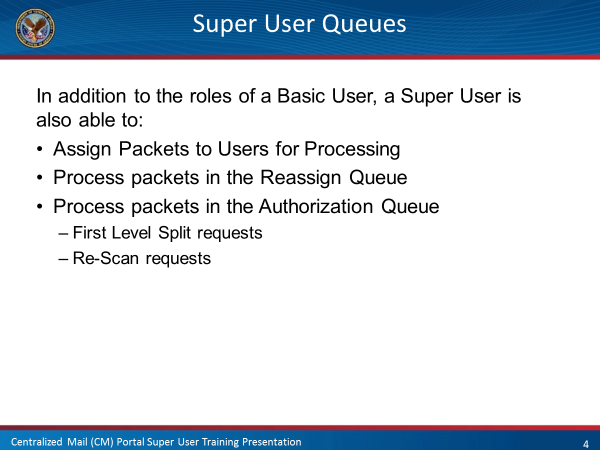 Super User Queues
In addition to the roles of a Basic User, a Super User is
also able to:
• Assign Packets to Users for Processing
• Process packets in the Reassign Queue
• Process packets in the Authorization Queue
– First Level Split requests
– Re-Scan requests
Centralized Mail (CM) Portal Super User Training Presentation
4